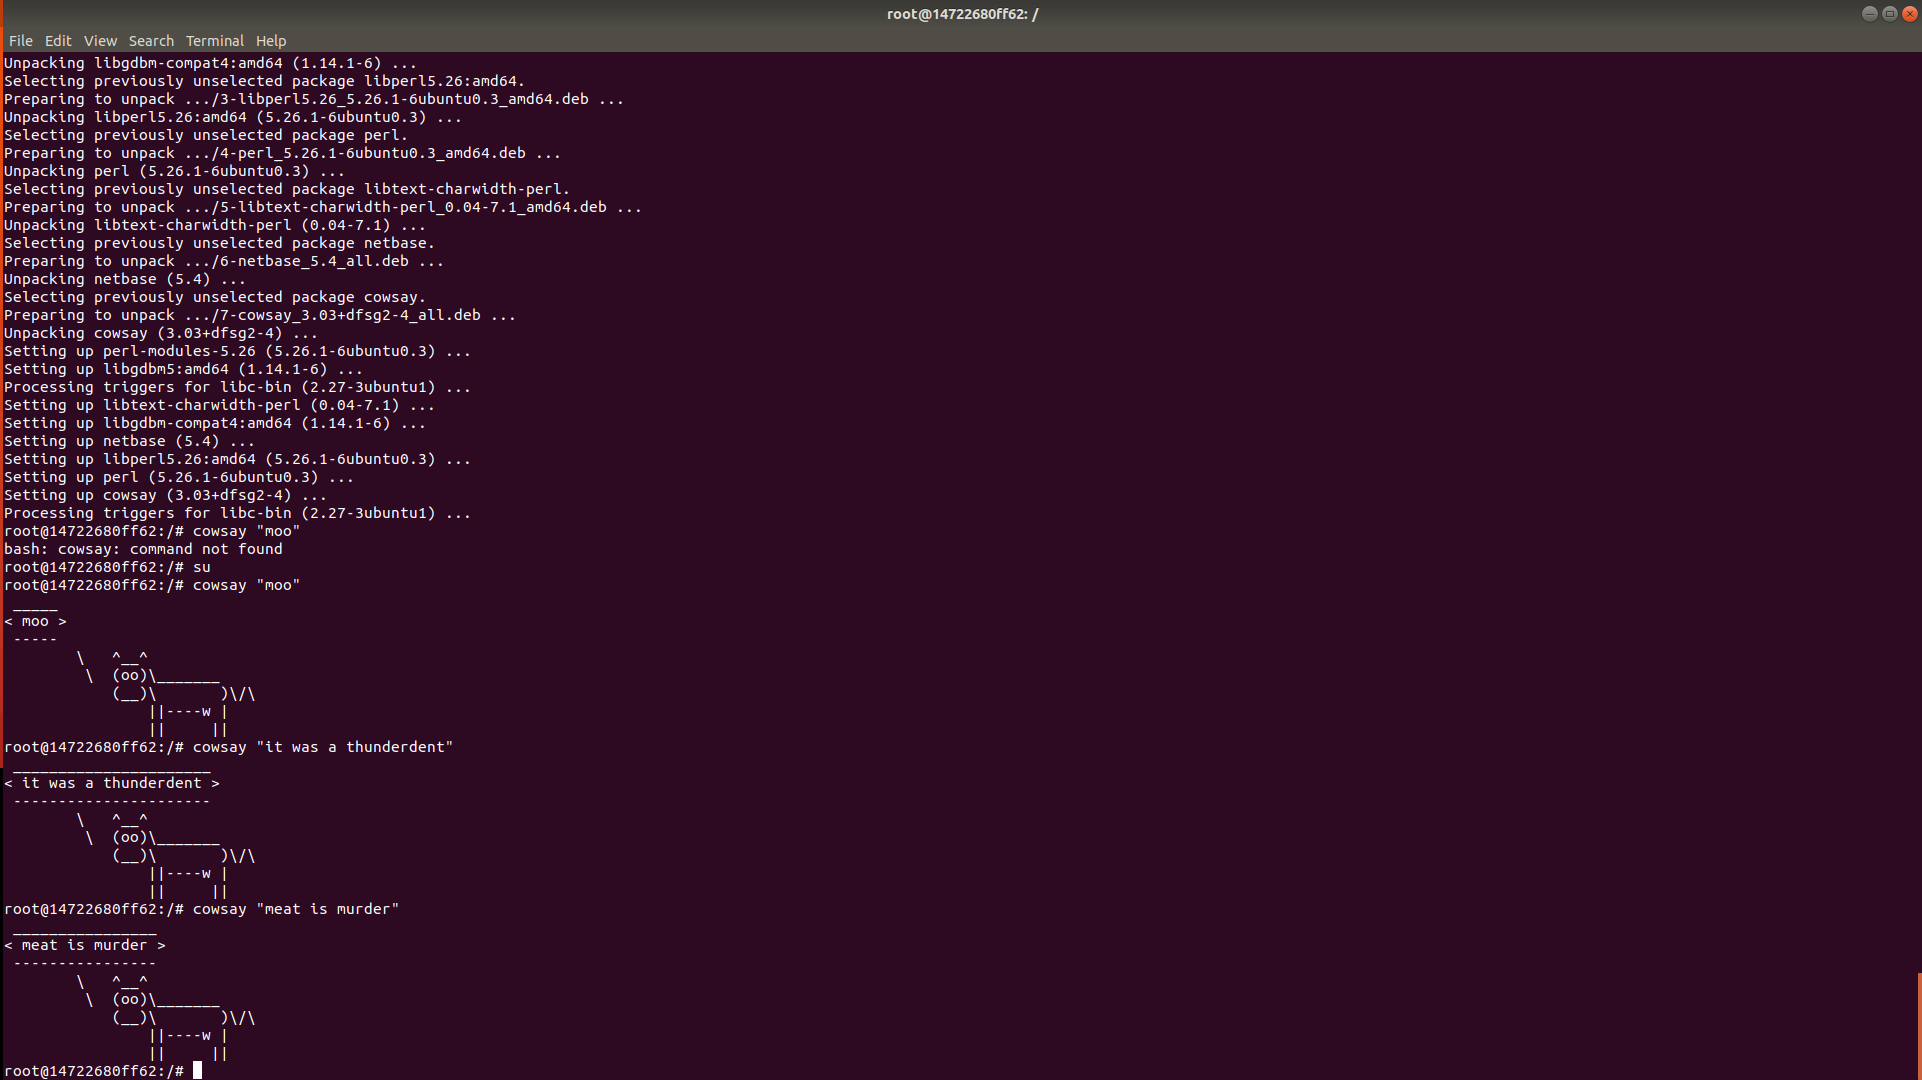 root@14722680ff62: /
File Edit View Search Terminal Help
Unpacking libgdbm-compat4:amd64 (1.14.1-6) ...
Selecting previously unselected package libperl5.26:amd64.
Preparing to unpack .../3-libperl5.26_5.26.1-6ubuntu0.3_amd64.deb ...
Unpacking libperl5.26:amd64 (5.26.1-6ubuntu0.3) ...
Selecting previously unselected package perl.
Preparing to unpack .../4-perl_5.26.1-6ubuntu0.3_amd64.deb ...
Unpacking perl (5.26.1-6ubuntu0.3) ...
Selecting previously unselected package libtext-charwidth-perl.
Preparing to unpack .../5-libtext-charwidth-perl_0.04-7.1_amd64.deb ...
Unpacking libtext-charwidth-perl (0.04-7.1) ...
Selecting previously unselected package netbase.
Preparing to unpack .../6-netbase_5.4_all.deb ...
Unpacking netbase (5.4) ...
Selecting previously unselected package cowsay.
Preparing to unpack .../7-cowsay_3.03+dfsg2-4_all.deb ...
Unpacking cowsay (3.03+dfsg2-4) ...
Setting up perl-modules-5.26 (5.26.1-6ubuntu0.3) ...
Setting up libgdbm5:amd64 (1.14.1-6) ...
Processing triggers for libc-bin (2.27-3ubuntu1) ...
Setting up libtext-charwidth-perl (0.04-7.1) ...
Setting up libgdbm-compat4:amd64 (1.14.1-6) ...
Setting up netbase (5.4) ...
Setting up libperl5.26:amd64 (5.26.1-6ubuntu0.3) ...
Setting up perl (5.26.1-6ubuntu0.3) ...
Setting up cowsay (3.03+dfsg2-4) ...
Processing triggers for libc-bin (2.27-3ubuntu1) ...
root@14722680ff62:/# cowsay "moo"
bash: cowsay: command not found
root@14722680ff62:/# su
root@14722680ff62:/# cowsay "moo"
 _____
< moo >
 -----
        \   ^__^
         \  (oo)\_______
            (__)\       )\/\
                ||----w |
                ||     ||
root@14722680ff62:/# cowsay "it was a thunderdent"
 ______________________
< it was a thunderdent >
 ----------------------
        \   ^__^
         \  (oo)\_______
            (__)\       )\/\
                ||----w |
                ||     ||
root@14722680ff62:/# cowsay "meat is murder"
 ________________
< meat is murder >
 ----------------
        \   ^__^
         \  (oo)\_______
            (__)\       )\/\
                ||----w |
                ||     ||
root@14722680ff62:/#